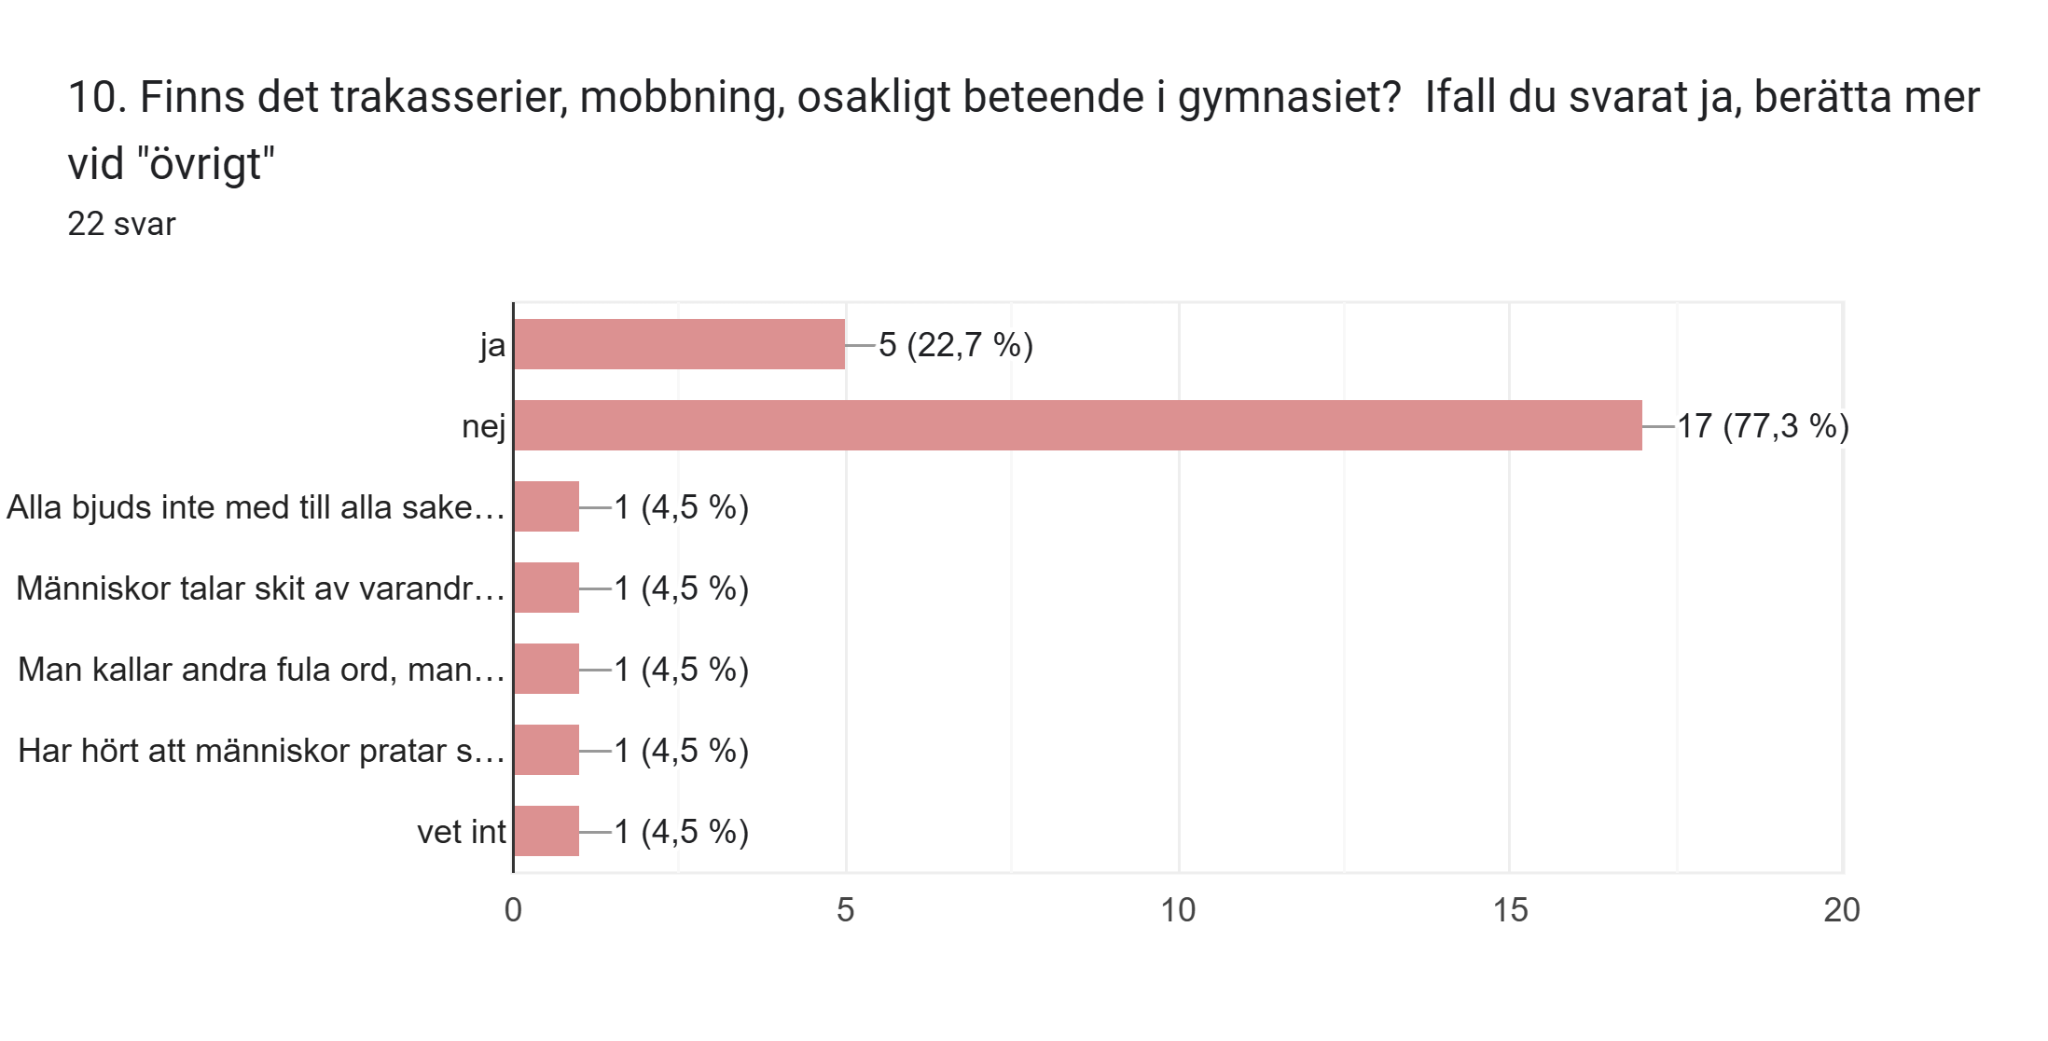 10. Finns det trakasserier, mobbning, osakligt beteende i gymnasiet?  Ifall du svarat ja, berätta mer
vid "övrigt"
22 svar
ja
5 (22,7 %)
nej
17 (77,3 %)
Alla bjuds inte med till alla sake…
1 (4,5 %)
Människor talar skit av varandr…
1 (4,5 %)
Man kallar andra fula ord, man…
1 (4,5 %)
Har hört att människor pratar s…
1 (4,5 %)
vet int
1 (4,5 %)
0 5 10 15 20